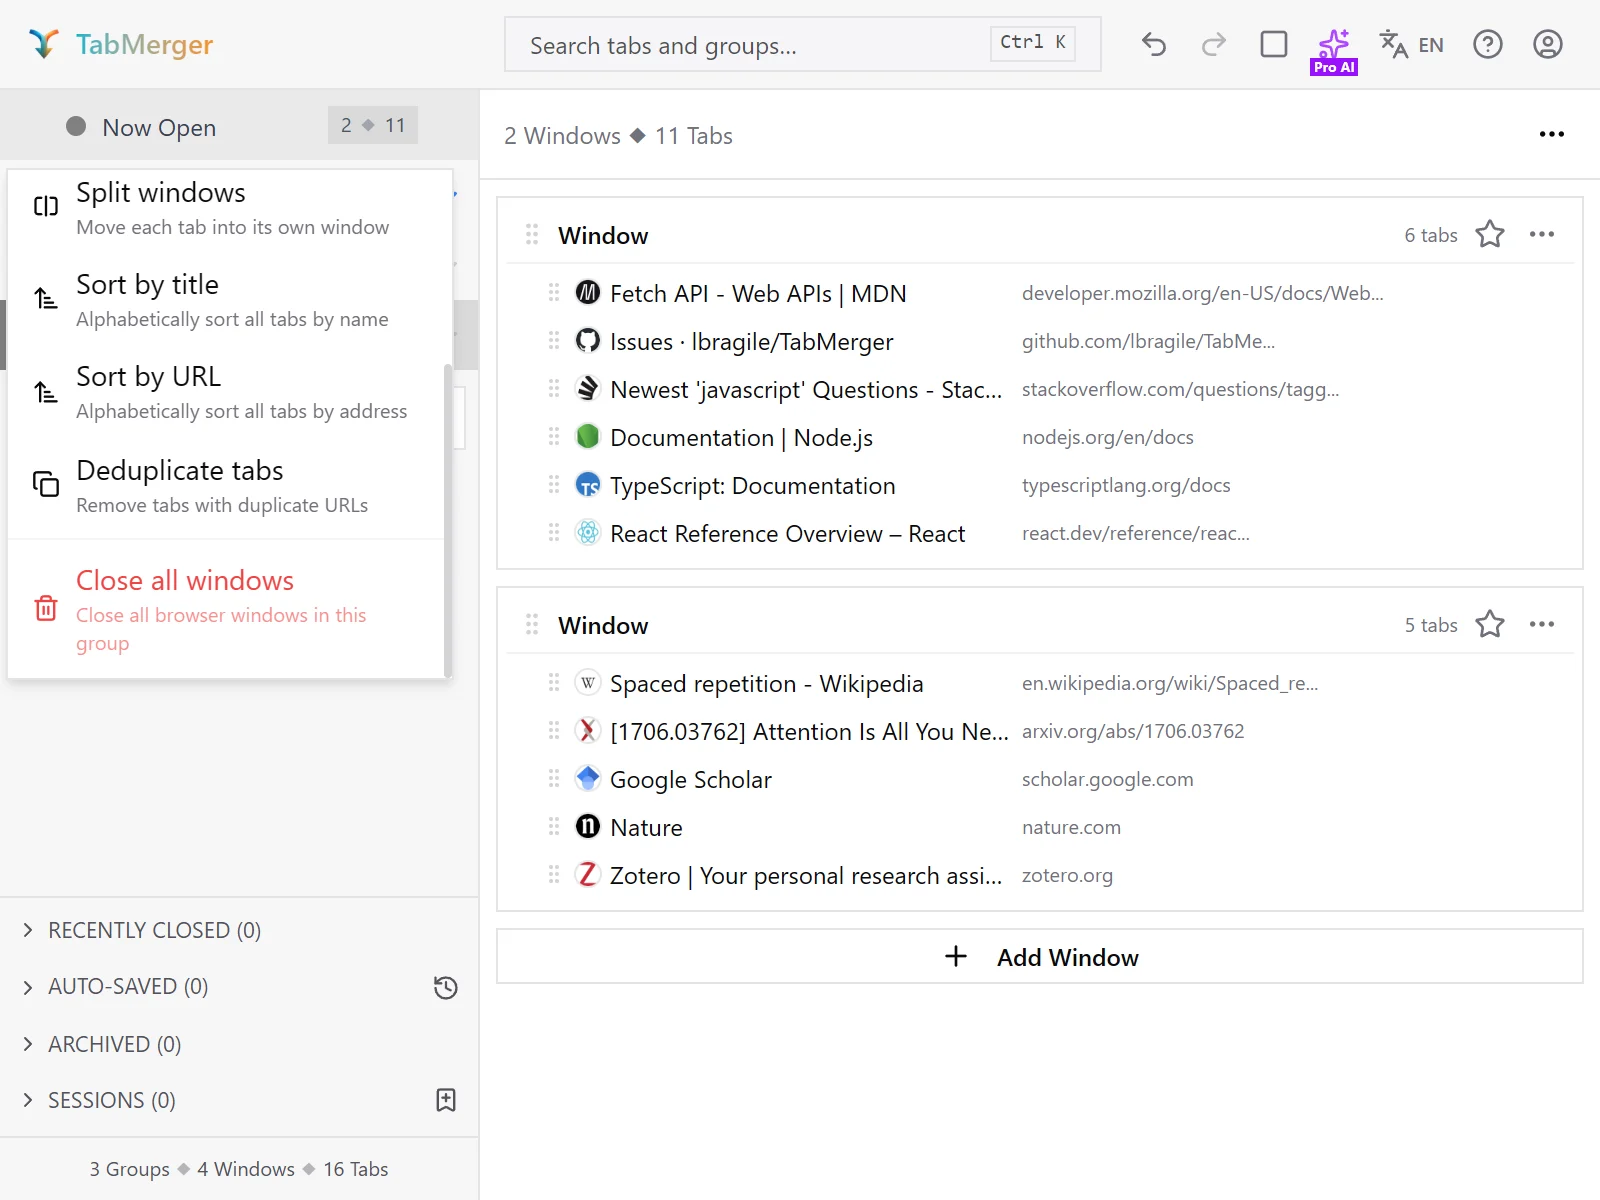 TabMerger
Search tabs and groups...
Ctrl K
Pro AI
EN
Now Open
2 ◆ 11
Split windows
Move each tab into its own window
Sort by title
Alphabetically sort all tabs by name
Sort by URL
Alphabetically sort all tabs by address
Deduplicate tabs
Remove tabs with duplicate URLs
Close all windows
Close all browser windows in this
group
RECENTLY CLOSED (0)
AUTO-SAVED (0)
ARCHIVED (0)
SESSIONS (0)
3 Groups ◆ 4 Windows ◆ 16 Tabs
2 Windows ◆ 11 Tabs
Window
6 tabs
Fetch API - Web APIs | MDN developer.mozilla.org/en-US/docs/Web...
Issues · lbragile/TabMerger github.com/lbragile/TabMe...
Newest 'javascript' Questions - Stac... stackoverflow.com/questions/tagg...
Documentation | Node.js nodejs.org/en/docs
TypeScript: Documentation typescriptlang.org/docs
React Reference Overview – React react.dev/reference/reac...
Window
5 tabs
Spaced repetition - Wikipedia en.wikipedia.org/wiki/Spaced_re...
[1706.03762] Attention Is All You Ne... arxiv.org/abs/1706.03762
Google Scholar scholar.google.com
Nature nature.com
Zotero | Your personal research assi... zotero.org
Add Window